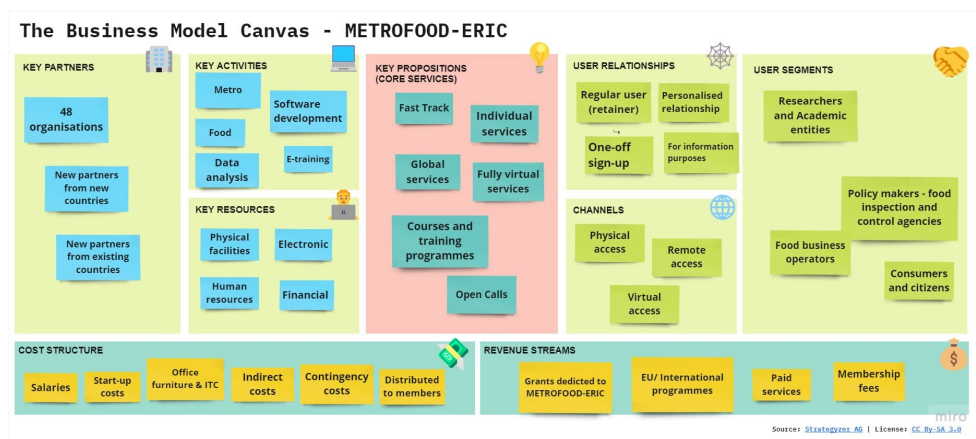 The Business Model Canvas - METROFOOD-ERIC
KEY PARTNERS
48
organisations
New partners
from new
countries
New partners
from existing
countries
KEY ACTIVITIES
Metro
Software
development
Food
Data
analysis
E-training
KEY RESOURCES
Physical
facilities
Electronic
Human
resources
Financial
KEY PROPOSITIONS
(CORE SERVICES)
Fast Track
Individual
services
Global
services
Fully virtual
services
Courses and
training
programmes
Open Calls
USER RELATIONSHIPS
Regular user
(retainer)
Personalised
relationship
One-off
sign-up
For information
purposes
CHANNELS
Physical
access
Remote
access
Virtual
access
USER SEGMENTS
Researchers
and Academic
entities
Policy makers - food
inspection and
control agencies
Food business
operators
Consumers
and citizens
COST STRUCTURE
Salaries
Start-up
costs
Office
furniture & ITC
Indirect
costs
Contingency
costs
Distributed
to members
REVENUE STREAMS
Grants dedicted to
METROFOOD-ERIC
EU/ International
programmes
Paid
services
Membership
fees
miro
Source: Strategyzer AG | License: CC By-SA 3.0